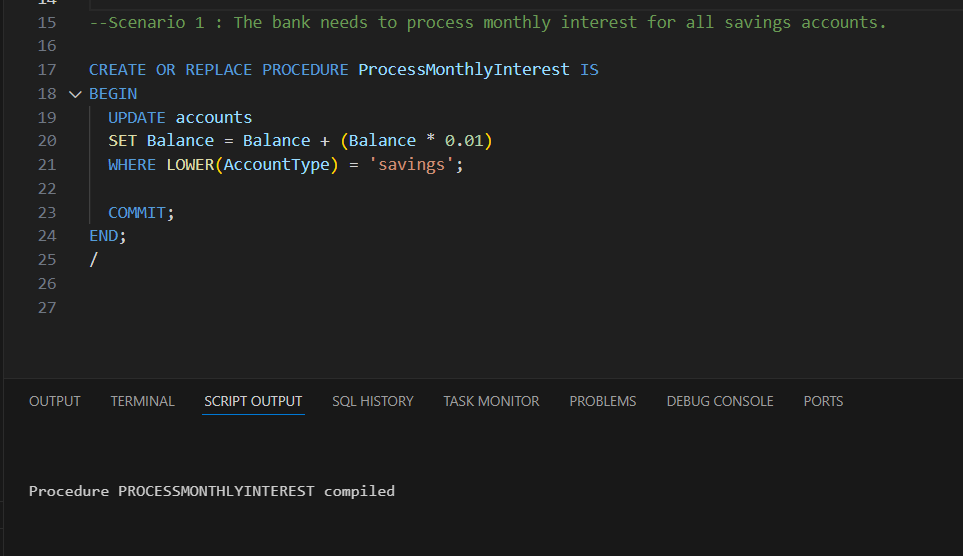 14
15 --Scenario 1 : The bank needs to process monthly interest for all savings accounts.
16
17 CREATE OR REPLACE PROCEDURE ProcessMonthlyInterest IS
18 BEGIN
19   UPDATE accounts
20   SET Balance = Balance + (Balance * 0.01)
21   WHERE LOWER(AccountType) = 'savings';
22
23   COMMIT;
24 END;
25 /
26
27
OUTPUT TERMINAL SCRIPT OUTPUT SQL HISTORY TASK MONITOR PROBLEMS DEBUG CONSOLE PORTS
Procedure PROCESSMONTHLYINTEREST compiled